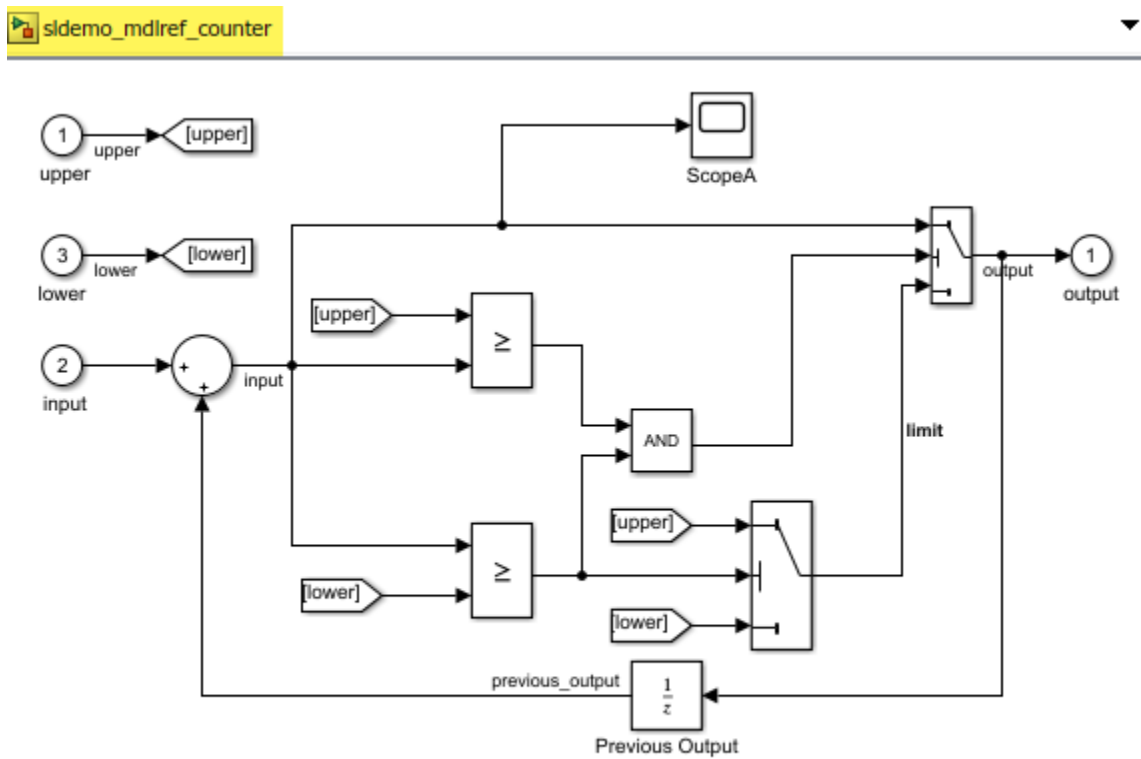 sldemo_mdlref_counter
1
upper
upper
[upper]
ScopeA
3
lower
lower
[lower]
output
1
output
[upper]
≥
2
input
+
+
input
AND
limit
[upper]
≥
[lower]
[lower]
previous_output
1
z
Previous Output